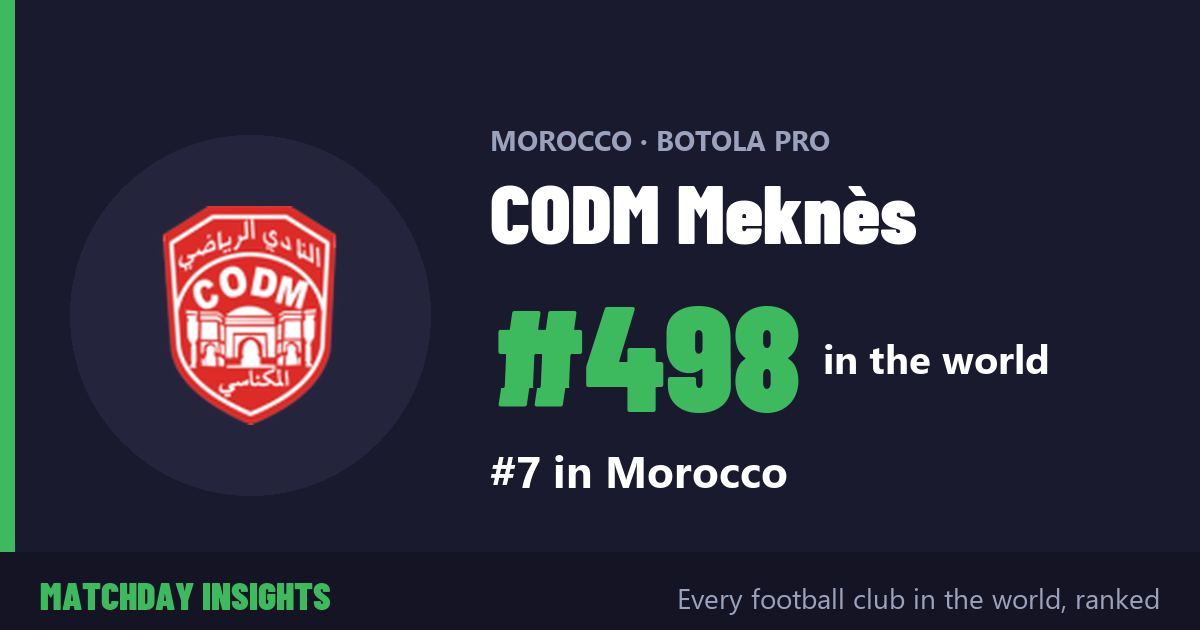 النادي الرياضي
CODM
المكناسي
MOROCCO · BOTOLA PRO
CODM Meknès
#498 in the world
#7 in Morocco
MATCHDAY INSIGHTS
Every football club in the world, ranked